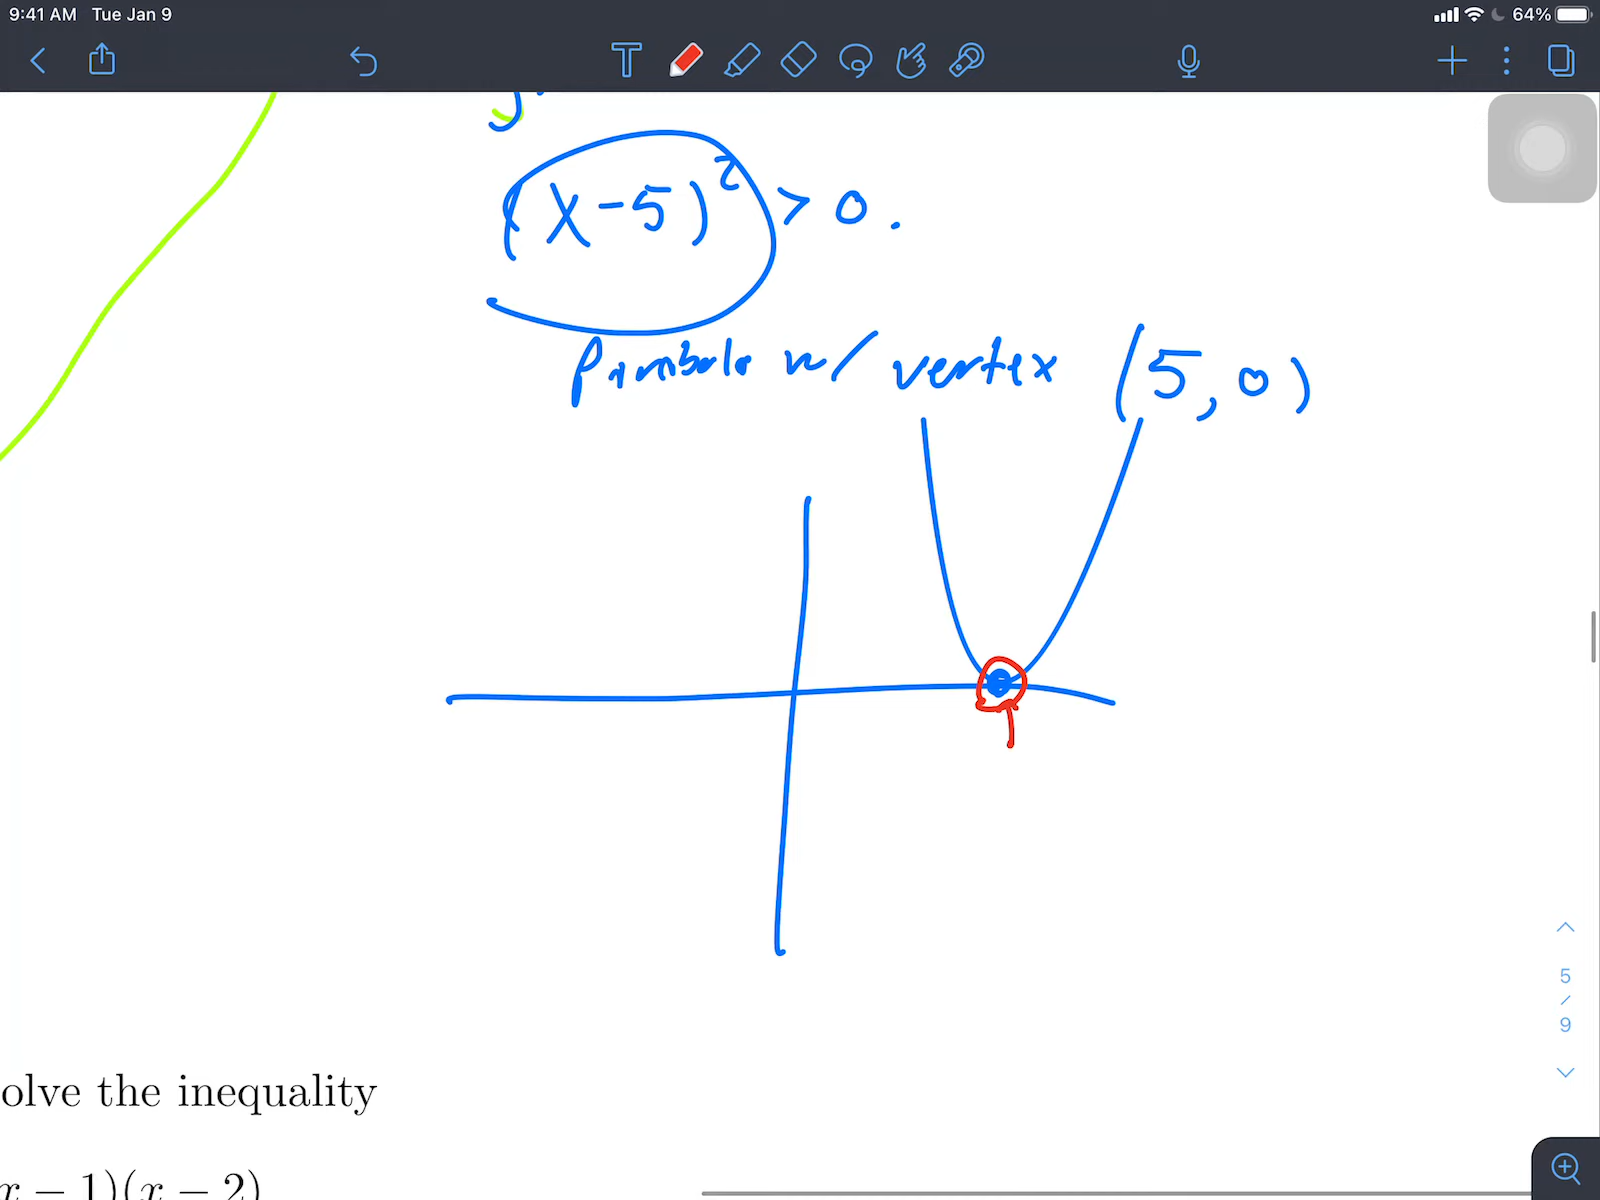 9:41 AM Tue Jan 9 64%
(x-5)² > 0.
w/ vertex (5,0)
5
/
9
olve the inequality
x − 1)(x − 2)